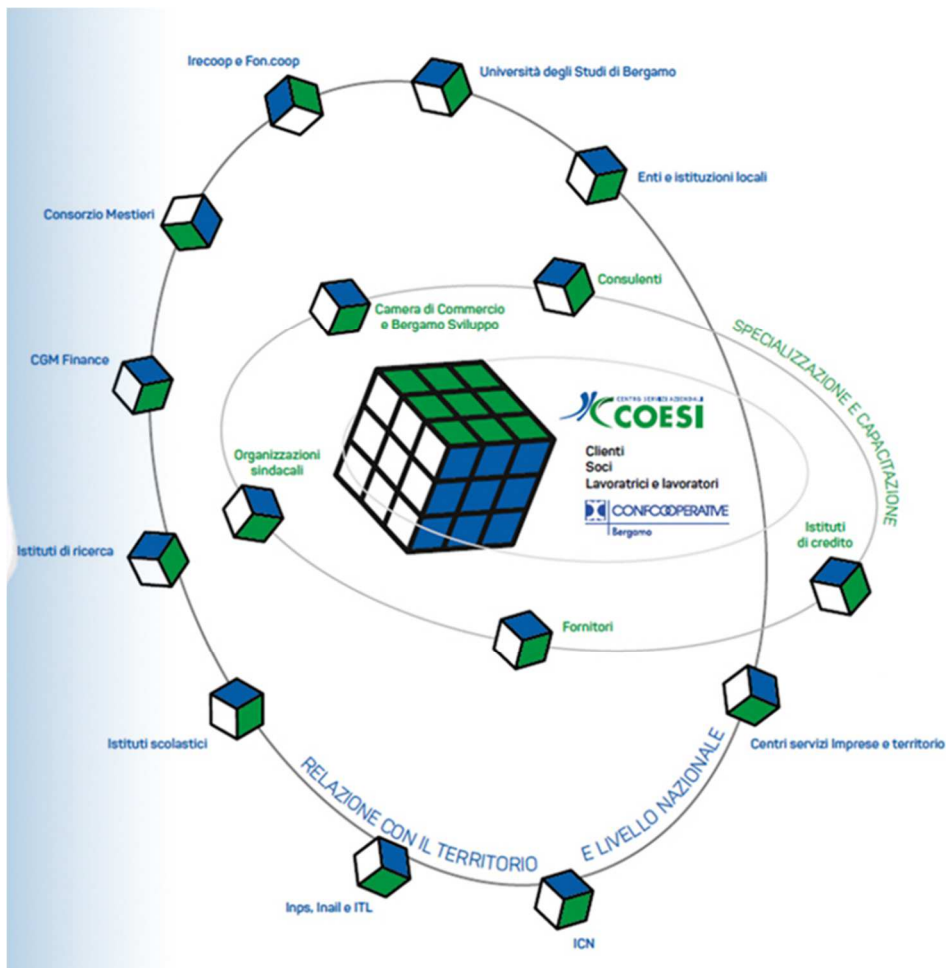 Irecoop e Fon.coop
Università degli Studi di Bergamo
Enti e istituzioni locali
Consorzio Mestieri
Consulenti
Camera di Commercio
e Bergamo Sviluppo
SPECIALIZZAZIONE E CAPACITAZIONE
CGM Finance
CENTRO SERVIZI AZIENDALE
COESI
Clienti
Soci
Lavoratrici e lavoratori
CONFCOOPERATIVE
Bergamo
Organizzazioni
sindacali
Istituti
di credito
Istituti di ricerca
Fornitori
Istituti scolastici
Centri servizi Imprese e territorio
RELAZIONE CON IL TERRITORIO
E LIVELLO NAZIONALE
Inps, Inail e ITL
ICN